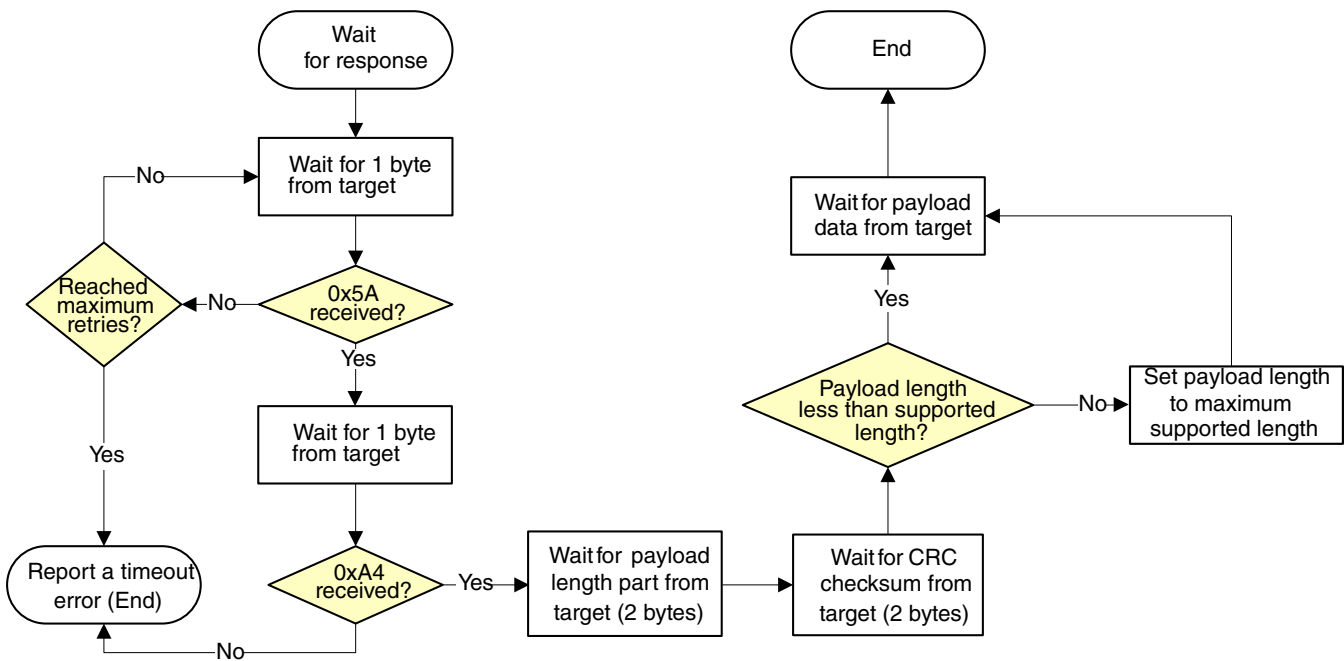 Wait
for response
End
Wait for 1 byte
from target
No
Wait for payload
data from target
Reached
maximum
retries?
No
0x5A
received?
Yes
Yes
Payload length
less than supported
length?
No
Set payload length
to maximum
supported length
Wait for 1 byte
from target
Yes
Report a timeout
error (End)
0xA4
received?
Yes
Wait for payload
length part from
target (2 bytes)
Wait for CRC
checksum from
target (2 bytes)
No